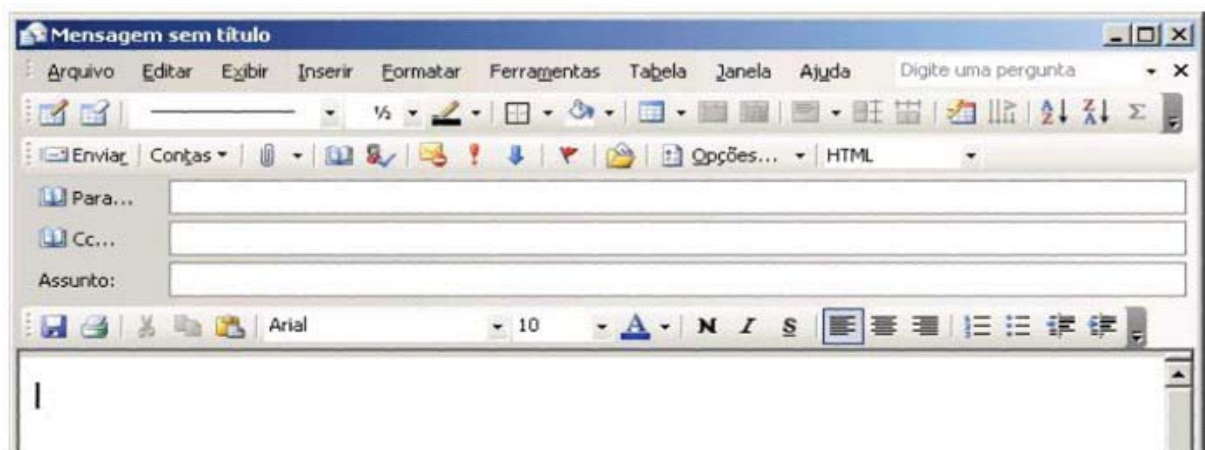 Mensagem sem título
Arquivo Editar Exibir Inserir Formatar Ferramentas Tabela Janela Ajuda Digite uma pergunta
½
Enviar Contas Opções... HTML
Para...
Cc...
Assunto:
Arial 10 A N I S